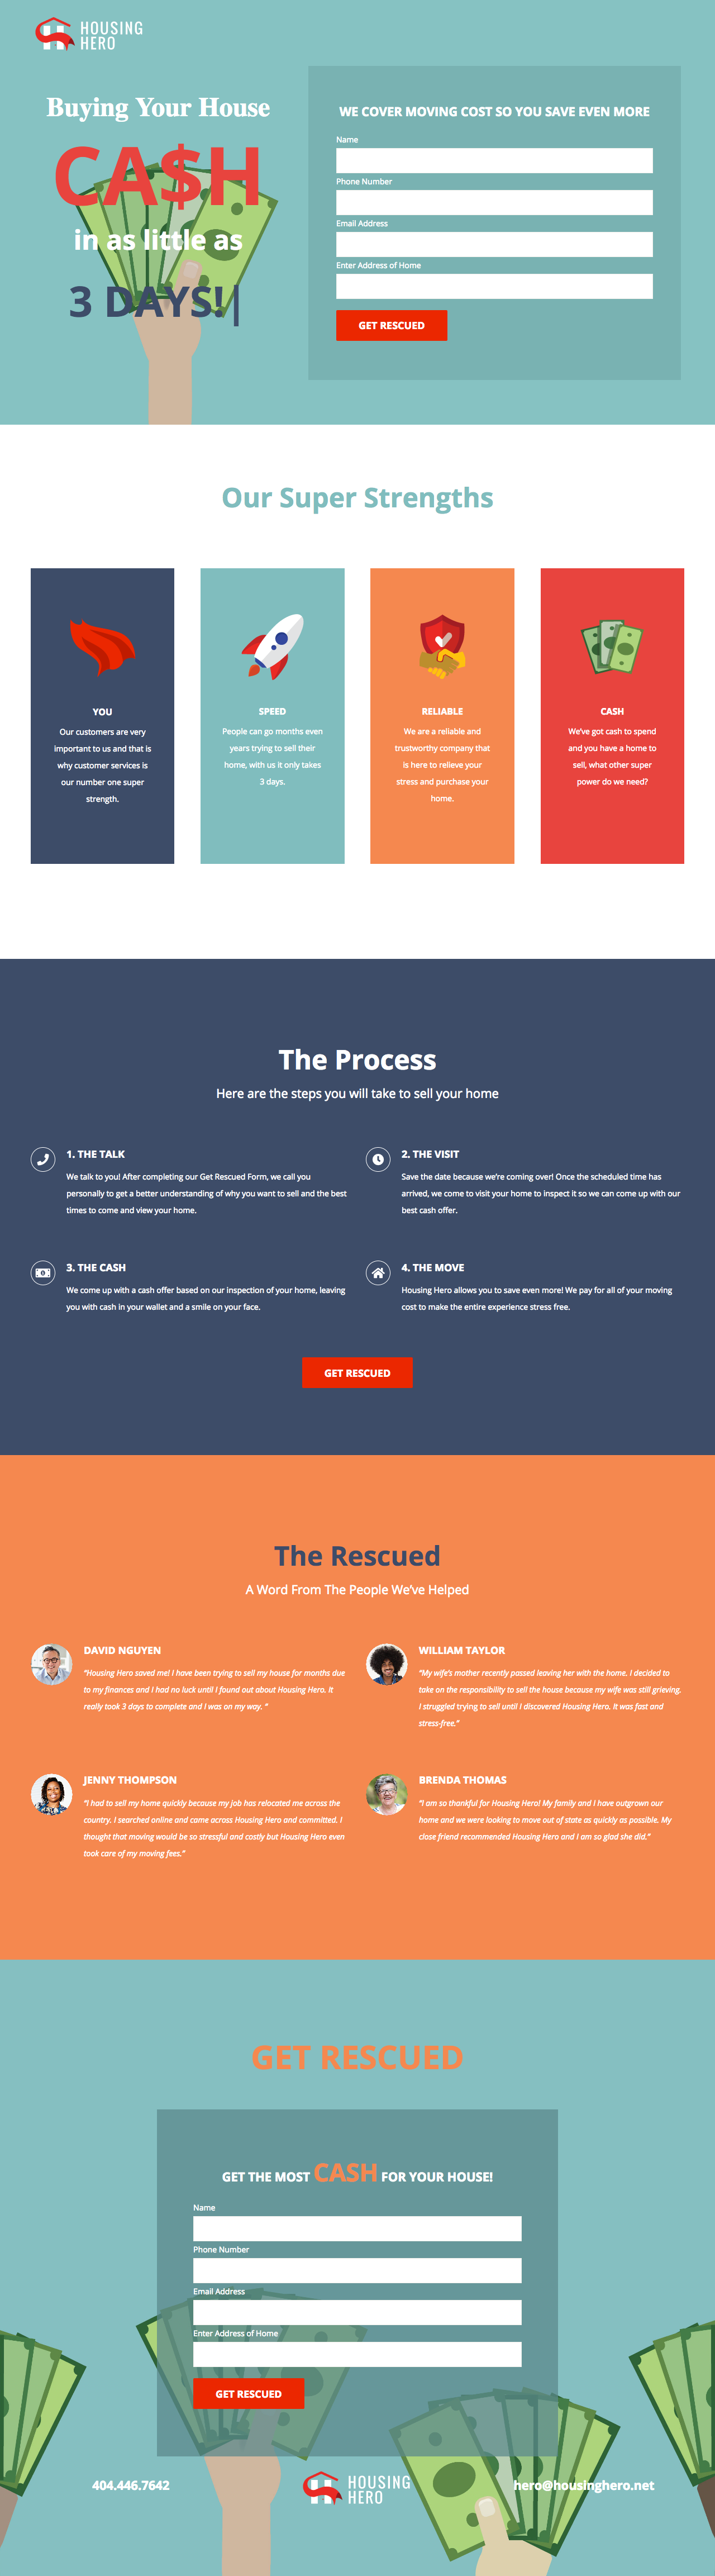 HOUSING
HERO
Buying Your House
CA$H
in as little as
3 DAYS!|
WE COVER MOVING COST SO YOU SAVE EVEN MORE
Name
Phone Number
Email Address
Enter Address of Home
GET RESCUED
Our Super Strengths
YOU
Our customers are very
important to us and that is
why customer services is
our number one super
strength.
SPEED
People can go months even
years trying to sell their
home, with us it only takes
3 days.
RELIABLE
We are a reliable and
trustworthy company that
is here to relieve your
stress and purchase your
home.
CASH
We've got cash to spend
and you have a home to
sell, what other super
power do we need?
The Process
Here are the steps you will take to sell your home
1. THE TALK
We talk to you! After completing our Get Rescued Form, we call you
personally to get a better understanding of why you want to sell and the best
times to come and view your home.
2. THE VISIT
Save the date because we're coming over! Once the scheduled time has
arrived, we come to visit your home to inspect it so we can come up with our
best cash offer.
3. THE CASH
We come up with a cash offer based on our inspection of your home, leaving
you with cash in your wallet and a smile on your face.
4. THE MOVE
Housing Hero allows you to save even more! We pay for all of your moving
cost to make the entire experience stress free.
GET RESCUED
The Rescued
A Word From The People We've Helped
DAVID NGUYEN
"Housing Hero saved me! I have been trying to sell my house for months due
to my finances and I had no luck until I found out about Housing Hero. It
really took 3 days to complete and I was on my way. "
WILLIAM TAYLOR
"My wife's mother recently passed leaving her with the home. I decided to
take on the responsibility to sell the house because my wife was still grieving.
I struggled trying to sell until I discovered Housing Hero. It was fast and
stress-free."
JENNY THOMPSON
"I had to sell my home quickly because my job has relocated me across the
country. I searched online and came across Housing Hero and committed. I
thought that moving would be so stressful and costly but Housing Hero even
took care of my moving fees."
BRENDA THOMAS
"I am so thankful for Housing Hero! My family and I have outgrown our
home and we were looking to move out of state as quickly as possible. My
close friend recommended Housing Hero and I am so glad she did."
GET RESCUED
GET THE MOST CASH FOR YOUR HOUSE!
Name
Phone Number
Email Address
Enter Address of Home
GET RESCUED
404.446.7642
HOUSING
HERO
hero@housinghero.net